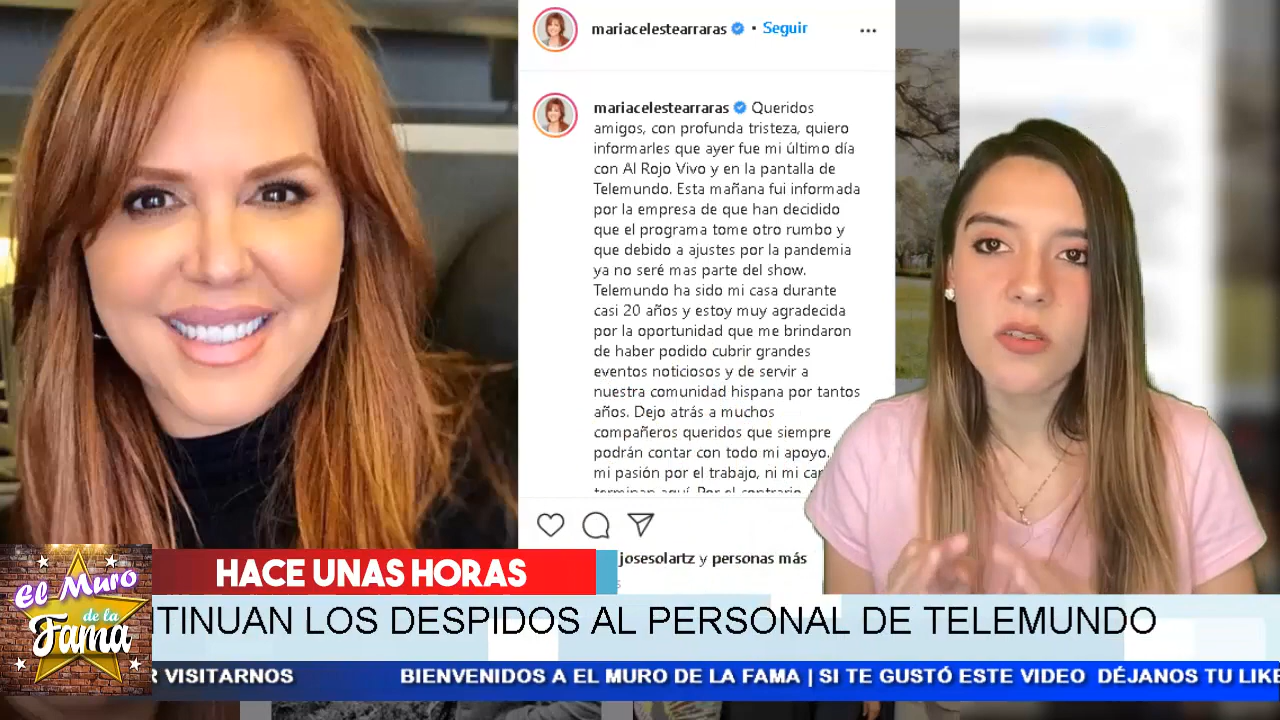 mariacelestearraras • Seguir
mariacelestearraras Queridos
amigos, con profunda tristeza, quiero
informarles que ayer fue mi último día
con Al Rojo Vivo y en la pantalla de
Telemundo. Esta mañana fui informada
por la empresa de que han decidido
que el programa tome otro rumbo y
que debido a ajustes por la pandemia
ya no seré mas parte del show.
Telemundo ha sido mi casa durante
casi 20 años y estoy muy agradecida
por la oportunidad que me brindaron
de haber podido cubrir grandes
eventos noticiosos y de servir a
nuestra comunidad hispana por tantos
años. Dejo atrás a muchos
compañeros queridos que siempre
podrán contar con todo mi apoyo.
mi pasión por el trabajo, ni mi
terminan aquí. Por el contrario,
josesolartz y personas más
HACE UNAS HORAS
El Muro
de la
Fama
TINUAN LOS DESPIDOS AL PERSONAL DE TELEMUNDO
R VISITARNOS BIENVENIDOS A EL MURO DE LA FAMA | SI TE GUSTÓ ESTE VIDEO DÉJANOS TU LIKE